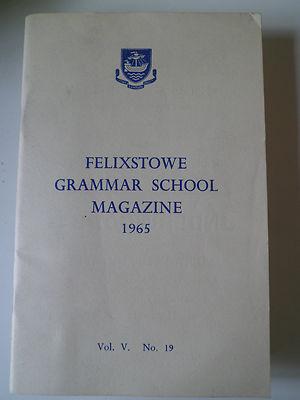 FELIXSTOWE
GRAMMAR SCHOOL
MAGAZINE
1965
Vol. V. No. 19